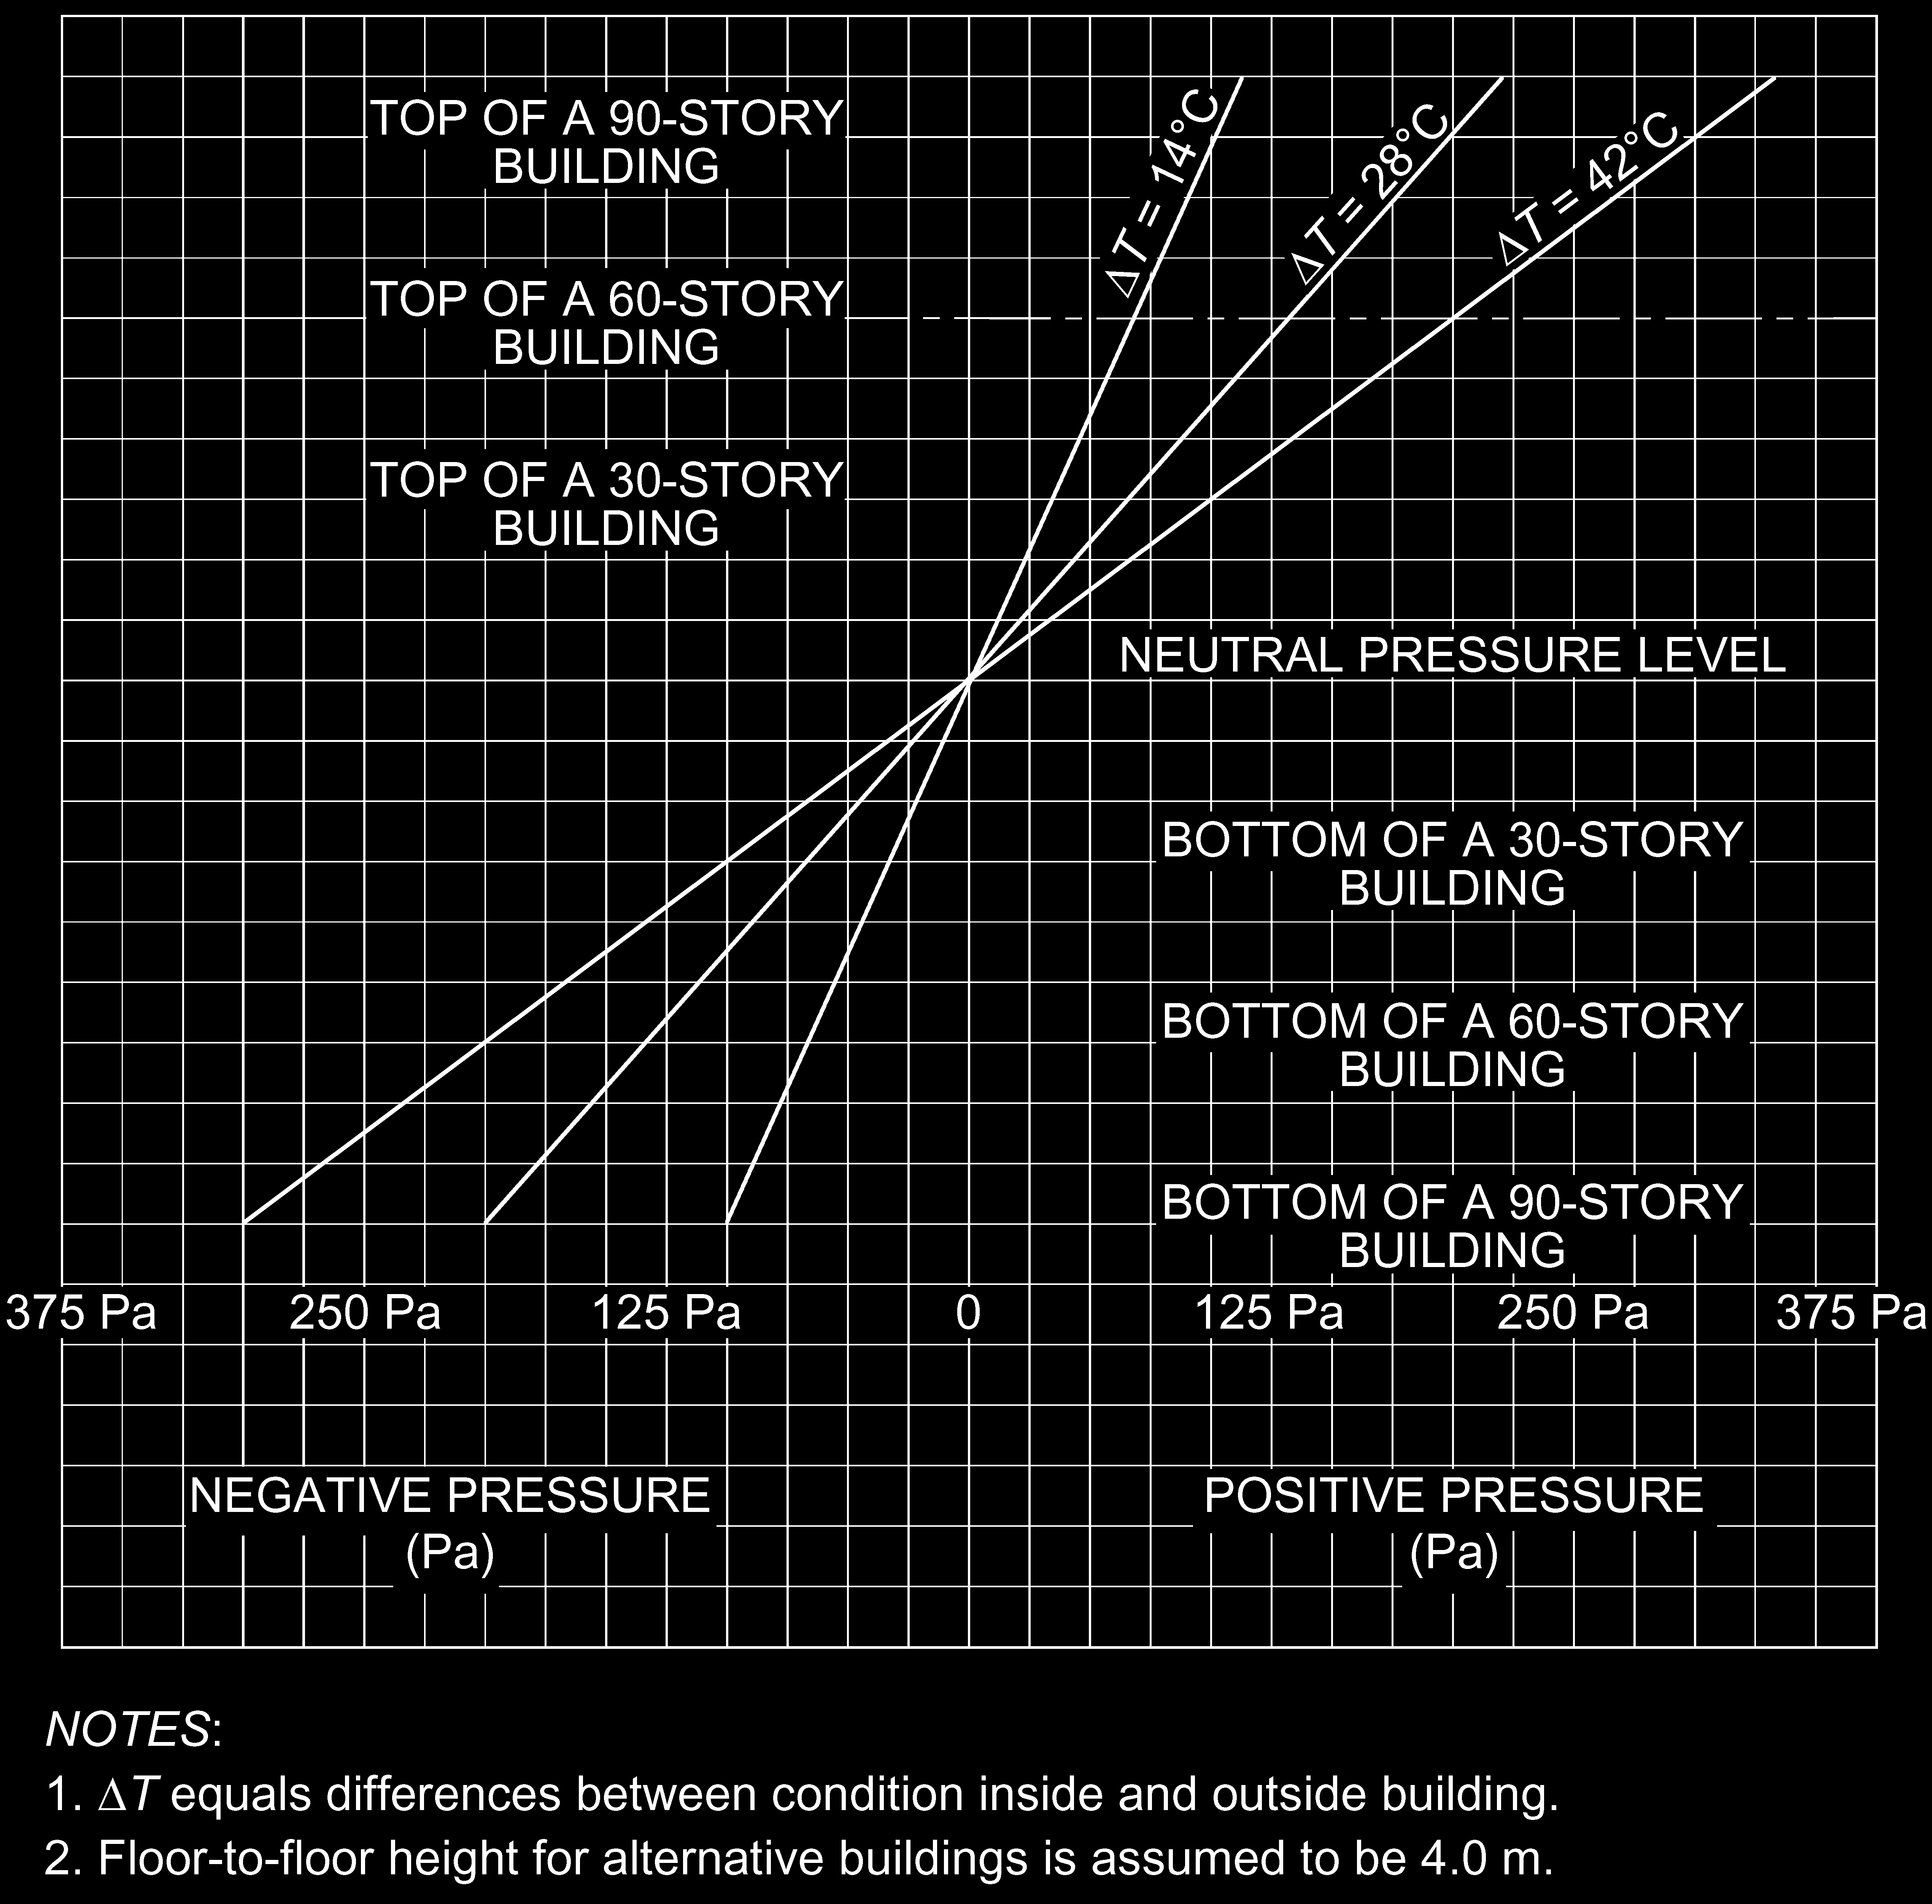 TOP OF A 90-STORY
BUILDING
ΔT = 14°C
ΔT = 28°C
ΔT = 42°C
TOP OF A 60-STORY
BUILDING
TOP OF A 30-STORY
BUILDING
NEUTRAL PRESSURE LEVEL
BOTTOM OF A 30-STORY
BUILDING
BOTTOM OF A 60-STORY
BUILDING
BOTTOM OF A 90-STORY
BUILDING
375 Pa 250 Pa 125 Pa 0 125 Pa 250 Pa 375 Pa
NEGATIVE PRESSURE
(Pa)
POSITIVE PRESSURE
(Pa)
NOTES:
1. ΔT equals differences between condition inside and outside building.
2. Floor-to-floor height for alternative buildings is assumed to be 4.0 m.